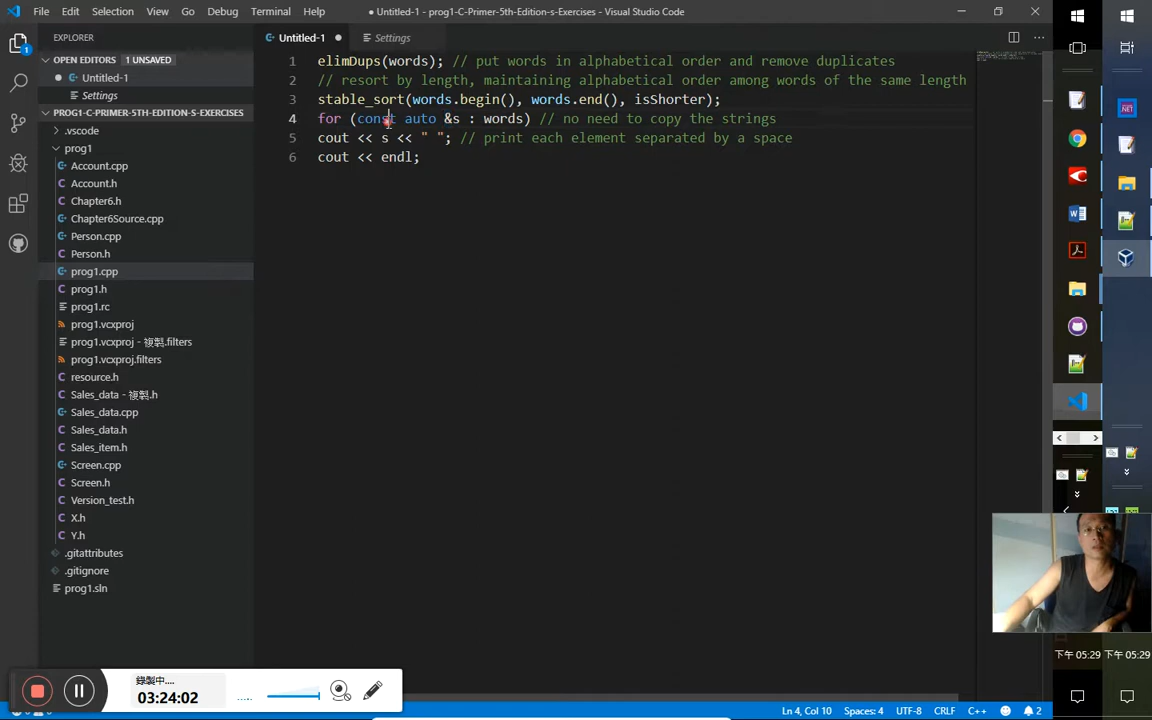 File Edit Selection View Go Debug Terminal Help ● Untitled-1 - prog1-C-Primer-5th-Edition-s-Exercises - Visual Studio Code
EXPLORER
Untitled-1 ●
Settings
OPEN EDITORS 1 UNSAVED
Untitled-1
Settings
PROG1-C-PRIMER-5TH-EDITION-S-EXERCISES
.vscode
prog1
Account.cpp
Account.h
Chapter6.h
Chapter6Source.cpp
Person.cpp
Person.h
prog1.cpp
prog1.h
prog1.rc
prog1.vcxproj
prog1.vcxproj - 複製.filters
prog1.vcxproj.filters
resource.h
Sales_data - 複製.h
Sales_data.cpp
Sales_data.h
Sales_item.h
Screen.cpp
Screen.h
Version_test.h
X.h
Y.h
.gitattributes
.gitignore
prog1.sln
1 elimDups(words); // put words in alphabetical order and remove duplicates
2 // resort by length, maintaining alphabetical order among words of the same length
3 stable_sort(words.begin(), words.end(), isShorter);
4 for (const auto &s : words) // no need to copy the strings
5 cout << s << " "; // print each element separated by a space
6 cout << endl;
錄製中....
03:24:02
Ln 4, Col 10 Spaces: 4 UTF-8 CRLF C++ 2
下午 05:29 下午 05:29